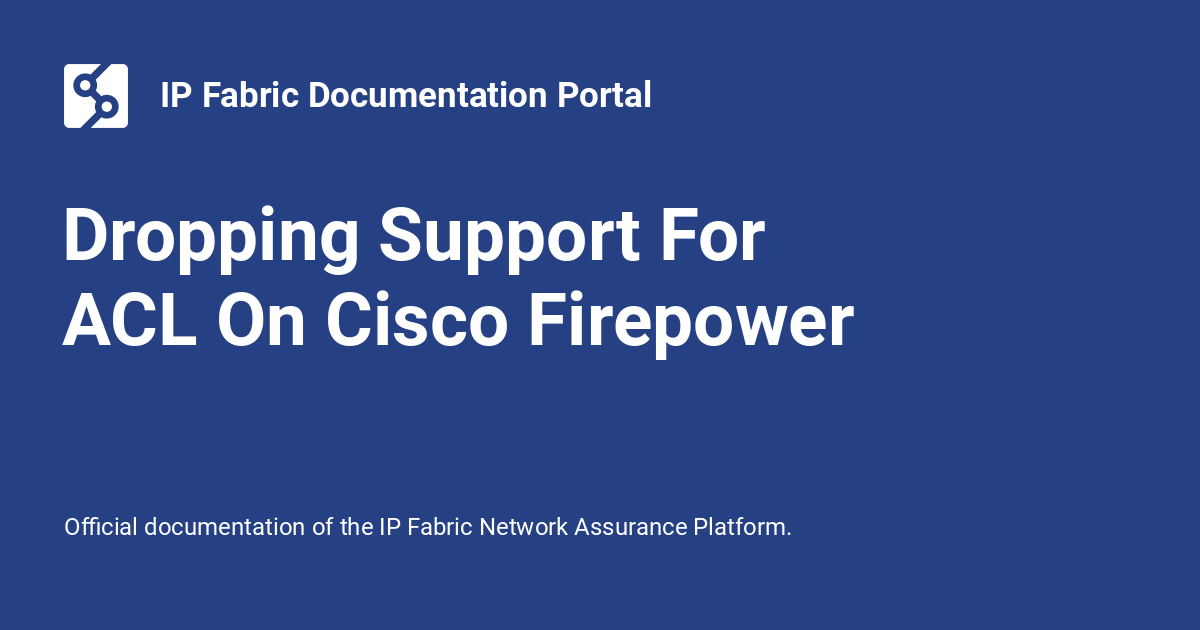 IP Fabric Documentation Portal
Dropping Support For
ACL On Cisco Firepower
Official documentation of the IP Fabric Network Assurance Platform.